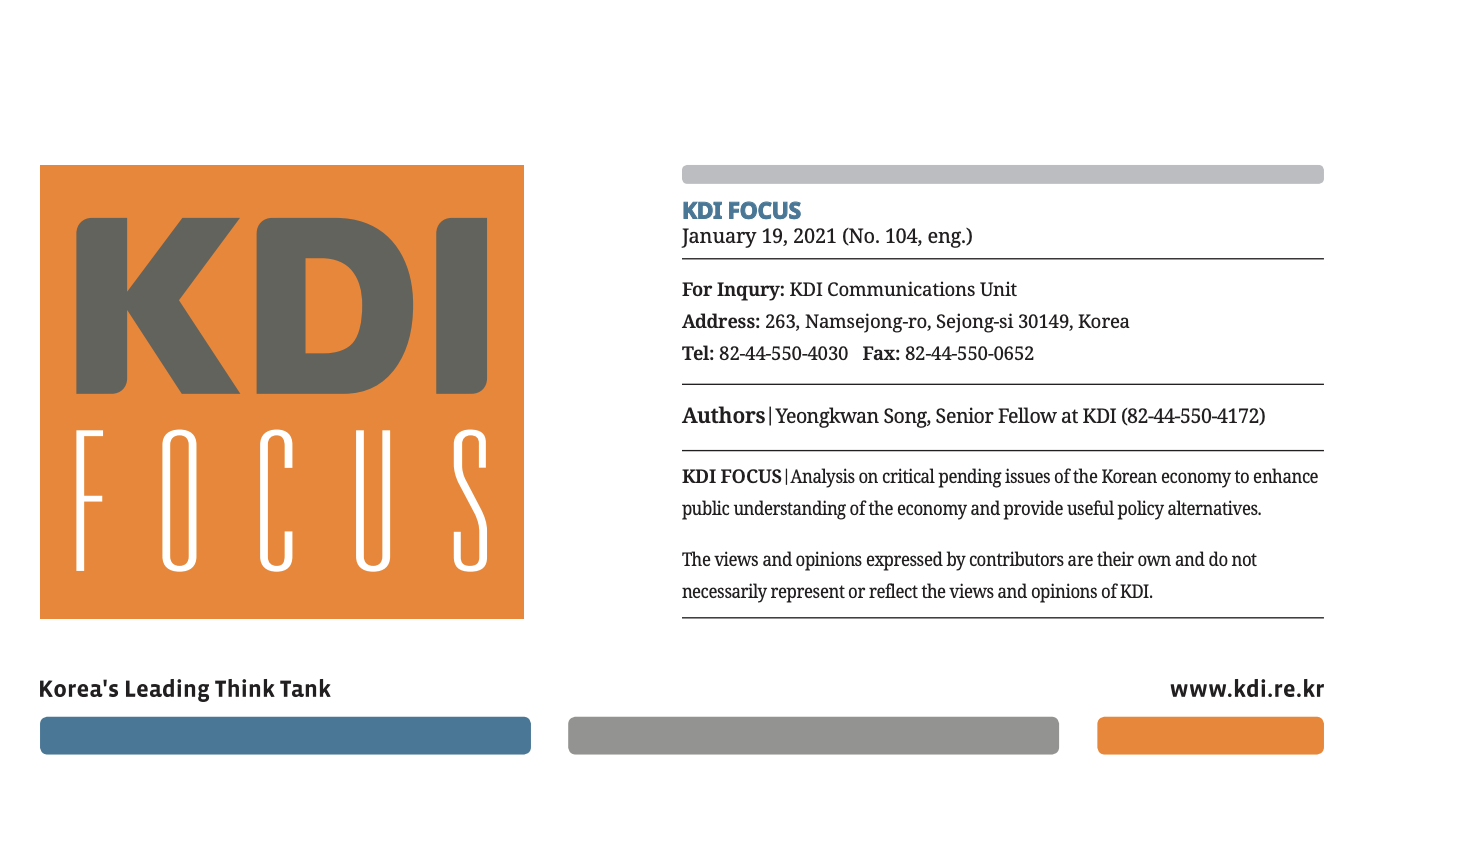 KDI
FOCUS
KDI FOCUS
January 19, 2021 (No. 104, eng.)
For Inqury: KDI Communications Unit
Address: 263, Namsejong-ro, Sejong-si 30149, Korea
Tel: 82-44-550-4030 Fax: 82-44-550-0652
Authors|Yeongkwan Song, Senior Fellow at KDI (82-44-550-4172)
KDI FOCUS|Analysis on critical pending issues of the Korean economy to enhance
public understanding of the economy and provide useful policy alternatives.
The views and opinions expressed by contributors are their own and do not
necessarily represent or reflect the views and opinions of KDI.
Korea's Leading Think Tank
www.kdi.re.kr